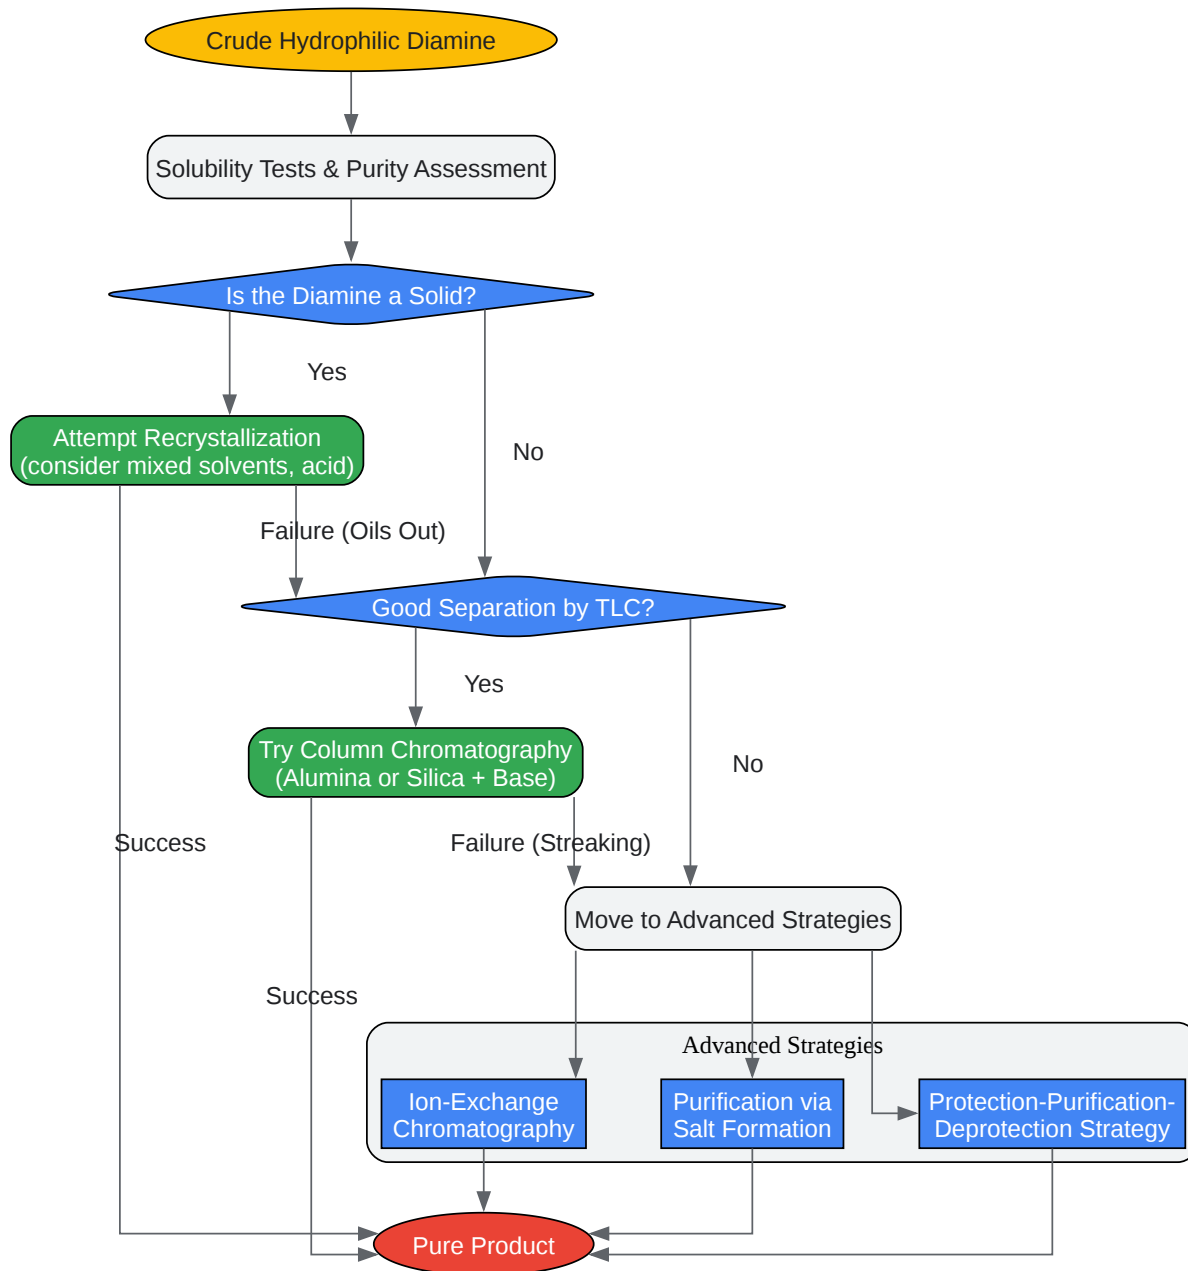 Crude Hydrophilic Diamine
Solubility Tests & Purity Assessment
Is the Diamine a Solid?
Yes
Attempt Recrystallization
(consider mixed solvents, acid)
No
Failure (Oils Out)
Good Separation by TLC?
Yes
Try Column Chromatography
(Alumina or Silica + Base)
No
Success
Failure (Streaking)
Move to Advanced Strategies
Success
Advanced Strategies
Ion-Exchange
Chromatography
Purification via
Salt Formation
Protection-Purification-
Deprotection Strategy
Pure Product